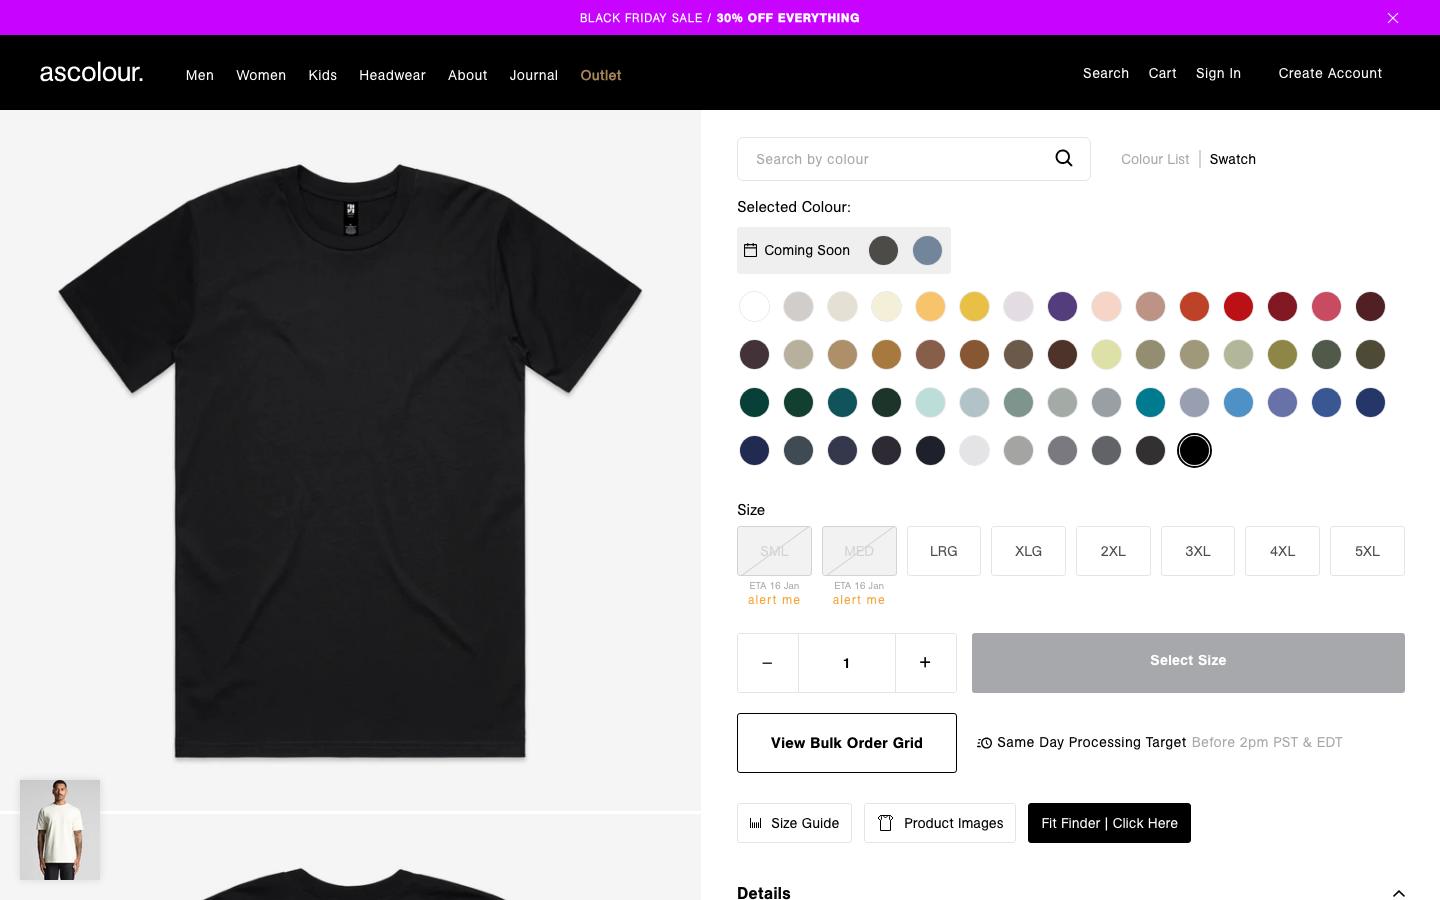 BLACK FRIDAY SALE / 30% OFF EVERYTHING
ascolour.
Men Women Kids Headwear About Journal Outlet
Search Cart Sign In Create Account
Search by colour
Colour List | Swatch
Selected Colour:
Coming Soon
Size
SML MED LRG XLG 2XL 3XL 4XL 5XL
ETA 16 Jan ETA 16 Jan
alert me alert me
− 1 + Select Size
View Bulk Order Grid
Same Day Processing Target Before 2pm PST & EDT
Size Guide Product Images Fit Finder | Click Here
Details